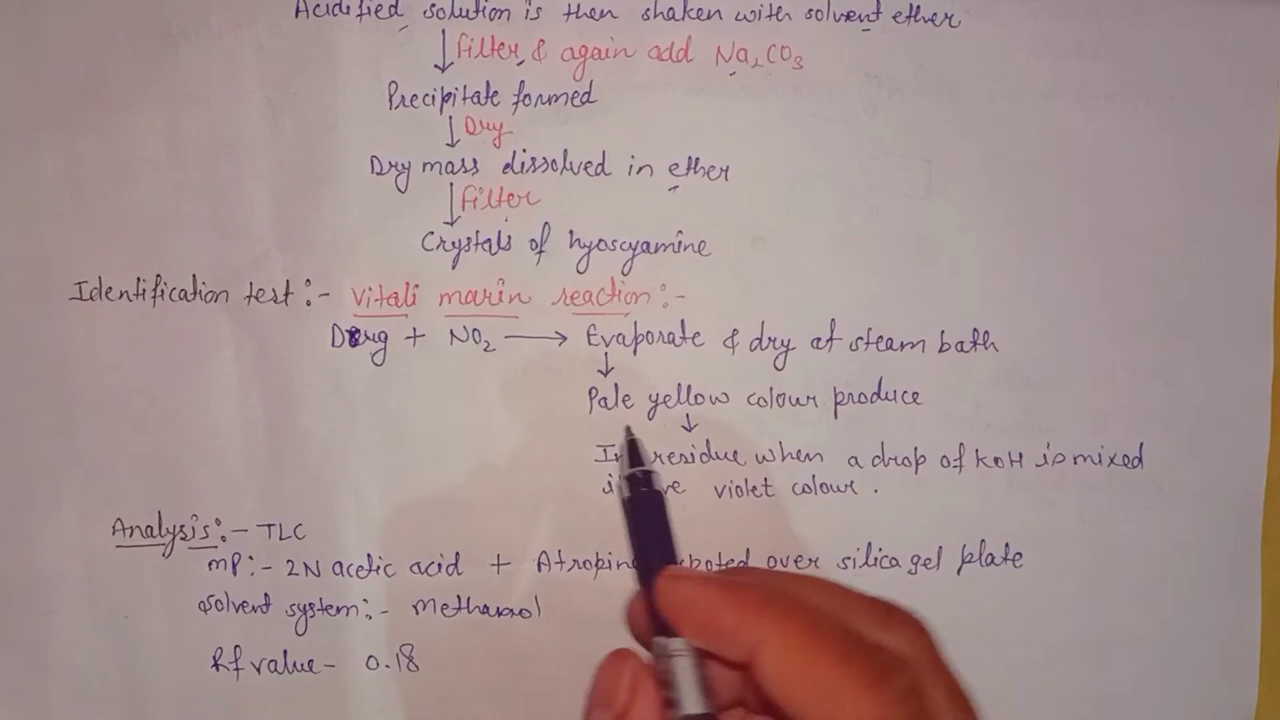 Acidified solution is then shaken with solvent ether
↓ Filter & again add Na₂CO₃
Precipitate formed
↓ Dry
Dry mass dissolved in ether
↓ Filter
Crystals of hyoscyamine
Identification test:- Vitali marin reaction:-
Drug + NO₂ ⟶ Evaporate & dry at steam bath
↓
Pale yellow colour produce
↓
residue when a drop of KOH is mixed
violet colour.
Analysis:- TLC
MP:- 2N acetic acid + Atropine over silica gel plate
Solvent system:- Methanol
Rf value- 0.18